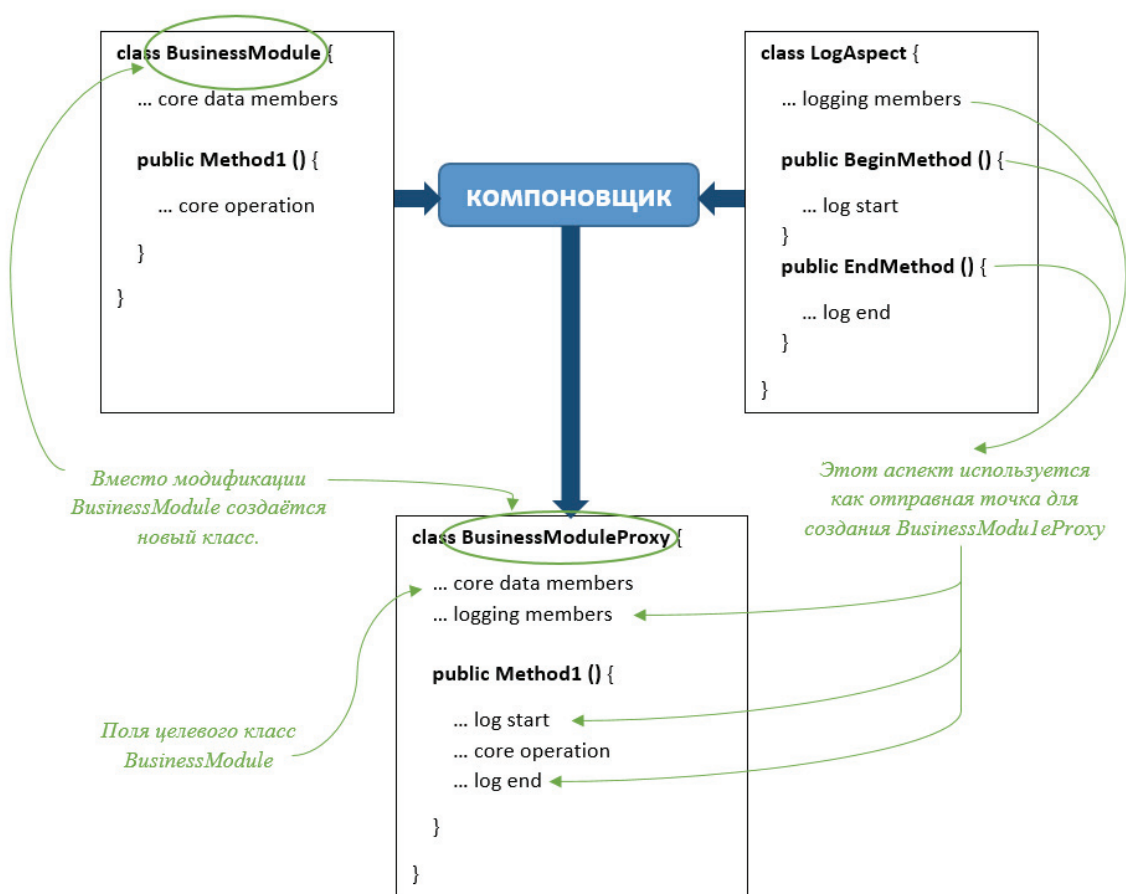 class BusinessModule {
... core data members
public Method1 () {
... core operation
}
}
class LogAspect {
... logging members
public BeginMethod () {
... log start
}
public EndMethod () {
... log end
}
}
компоновщик
Вместо модификации
BusinessModule создаётся
новый класс.
Этот аспект используется
как отправная точка для
создания BusinessModu1eProxy
class BusinessModuleProxy {
... core data members
... logging members
public Method1 () {
... log start
... core operation
... log end
}
}
Поля целевого класс
BusinessModule